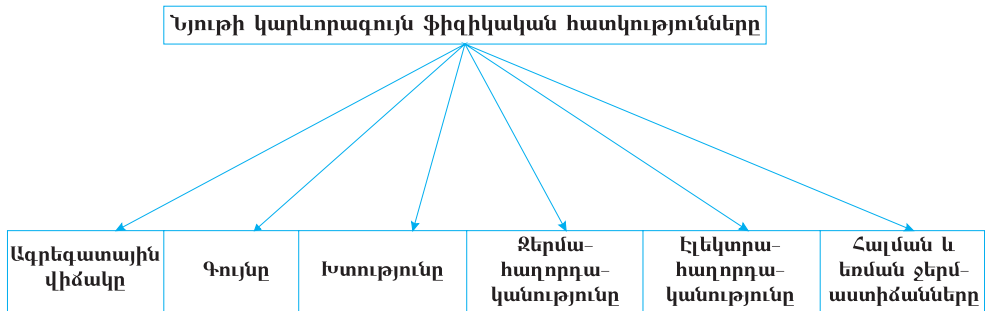 Նյութի կարևորագույն ֆիզիկական հատկությունները
Ագրեգատային
վիճակը
Գույնը
Խտությունը
Ջերմա–
հաղորդա–
կանությունը
Էլեկտրա–
հաղորդա–
կանությունը
Հալման և
եռման ջերմ–
աստիճանները